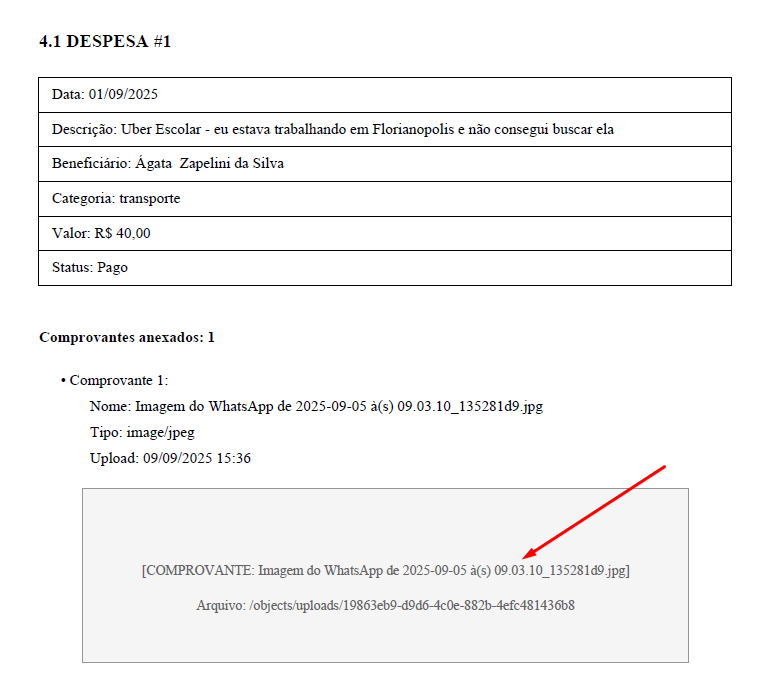 4.1 DESPESA #1
Data: 01/09/2025
Descrição: Uber Escolar - eu estava trabalhando em Florianopolis e não consegui buscar ela
Beneficiário: Ágata  Zapelini da Silva
Categoria: transporte
Valor: R$ 40,00
Status: Pago
Comprovantes anexados: 1
• Comprovante 1:
Nome: Imagem do WhatsApp de 2025-09-05 à(s) 09.03.10_135281d9.jpg
Tipo: image/jpeg
Upload: 09/09/2025 15:36
[COMPROVANTE: Imagem do WhatsApp de 2025-09-05 à(s) 09.03.10_135281d9.jpg]
Arquivo: /objects/uploads/19863eb9-d9d6-4c0e-882b-4efc481436b8